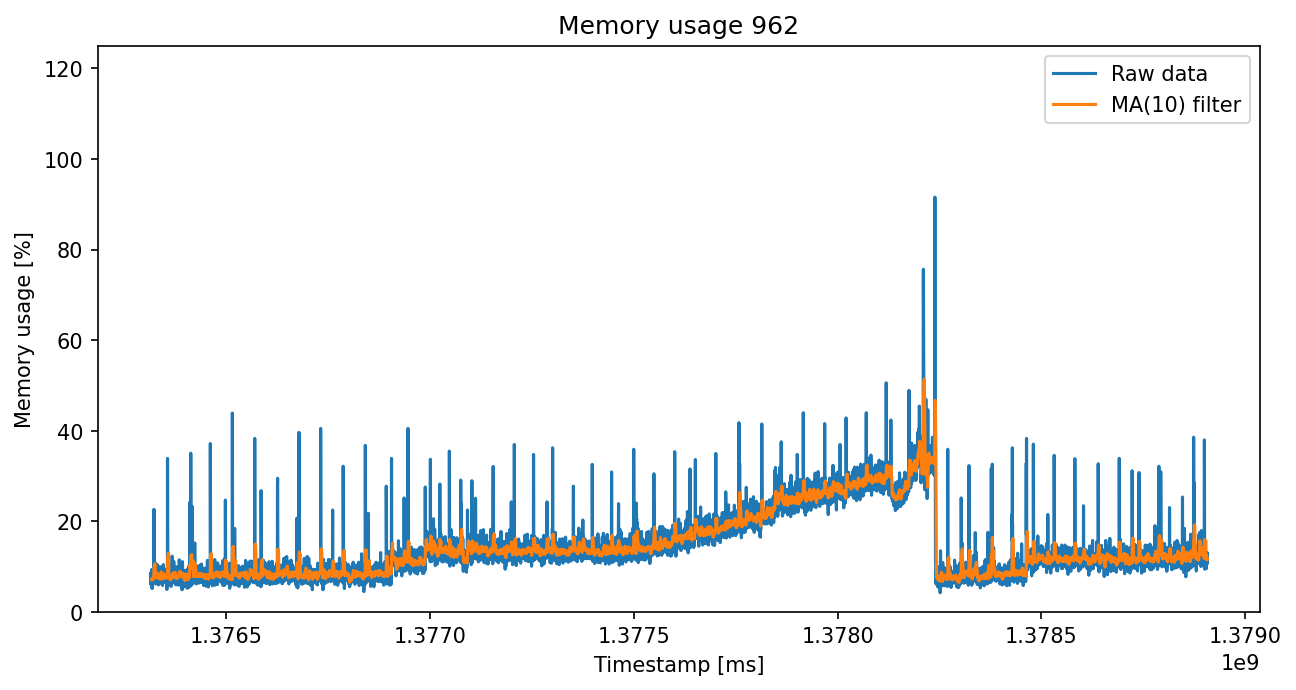 Memory usage 962
Raw data
MA(10) filter
Memory usage [%]
120
100
80
60
40
20
0
1.3765 1.3770 1.3775 1.3780 1.3785 1.3790
1e9
Timestamp [ms]